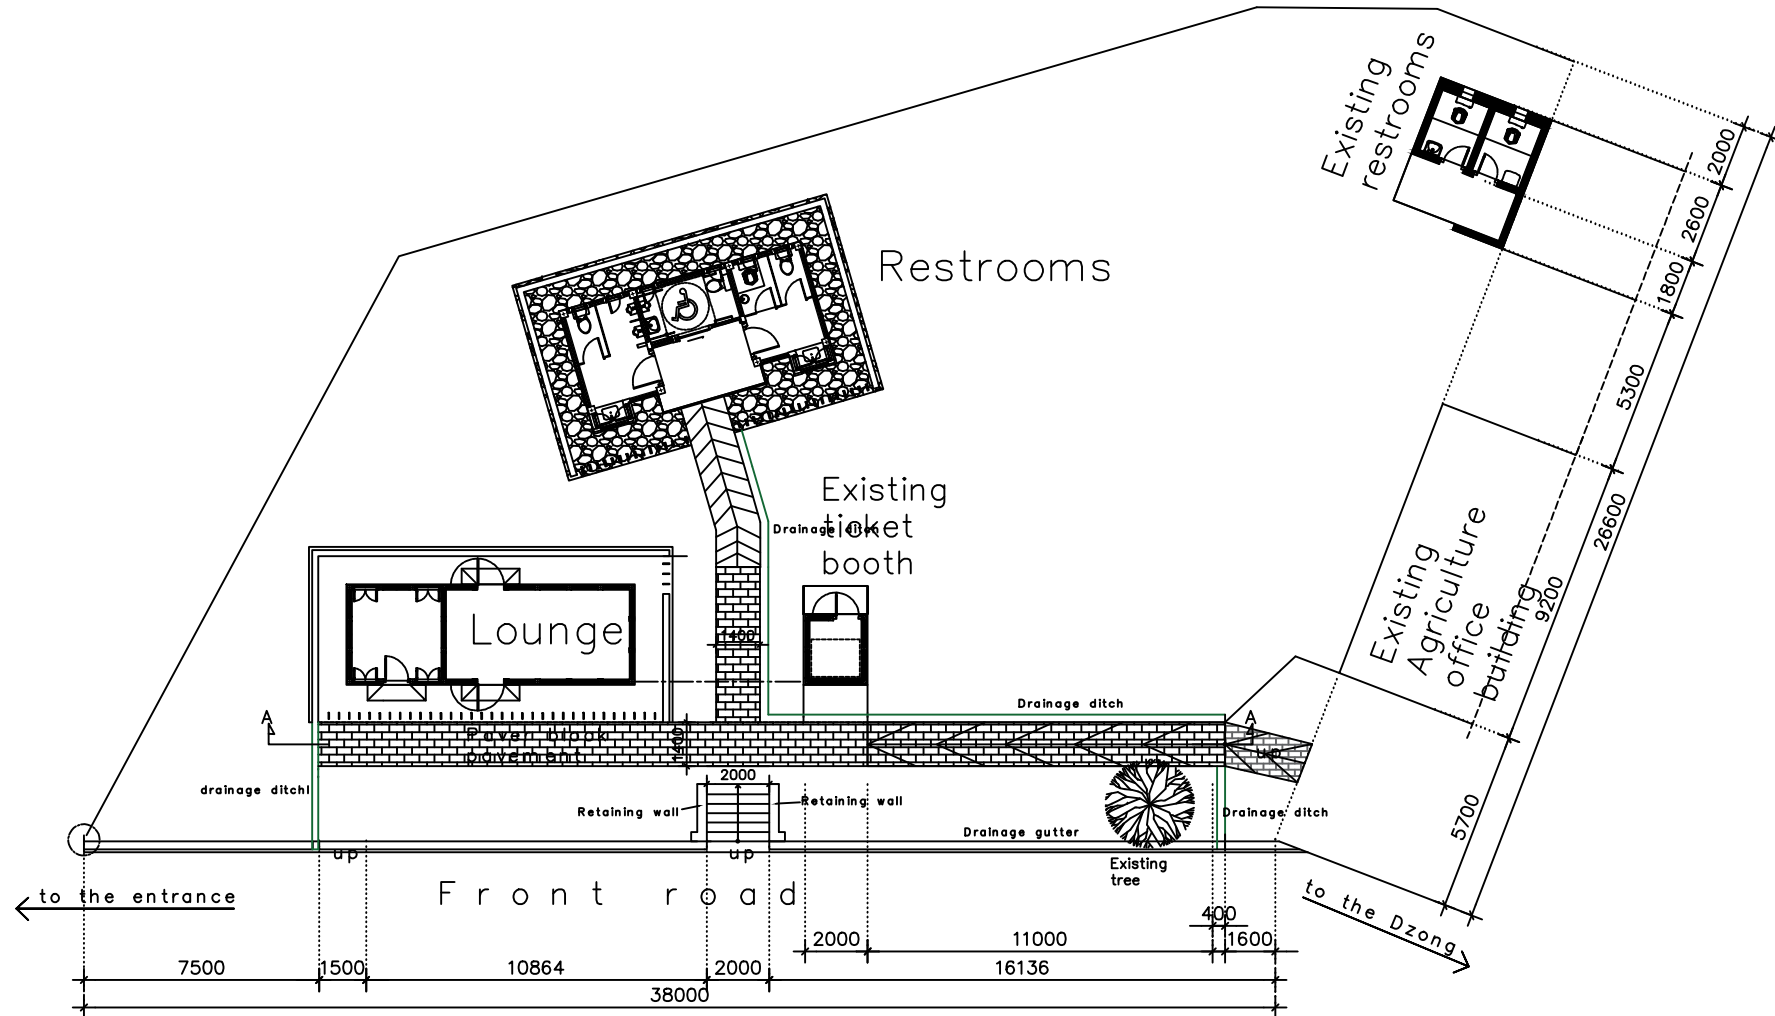 Existing
restrooms
Restrooms
2000
2600
1800
5300
26600
9200
5700
Existing
ticket
booth
Drainage ditch
Existing
Agriculture
office
building
Lounge
1400
Drainage ditch
A
A
Paver block
pavement
1400
up
2000
drainage ditchl
Retaining wall
Retaining wall
Drainage ditch
Drainage gutter
up
up
Existing
tree
to the entrance
Front road
to the Dzong
400
2000
11000
1600
7500
1500
10864
2000
16136
38000